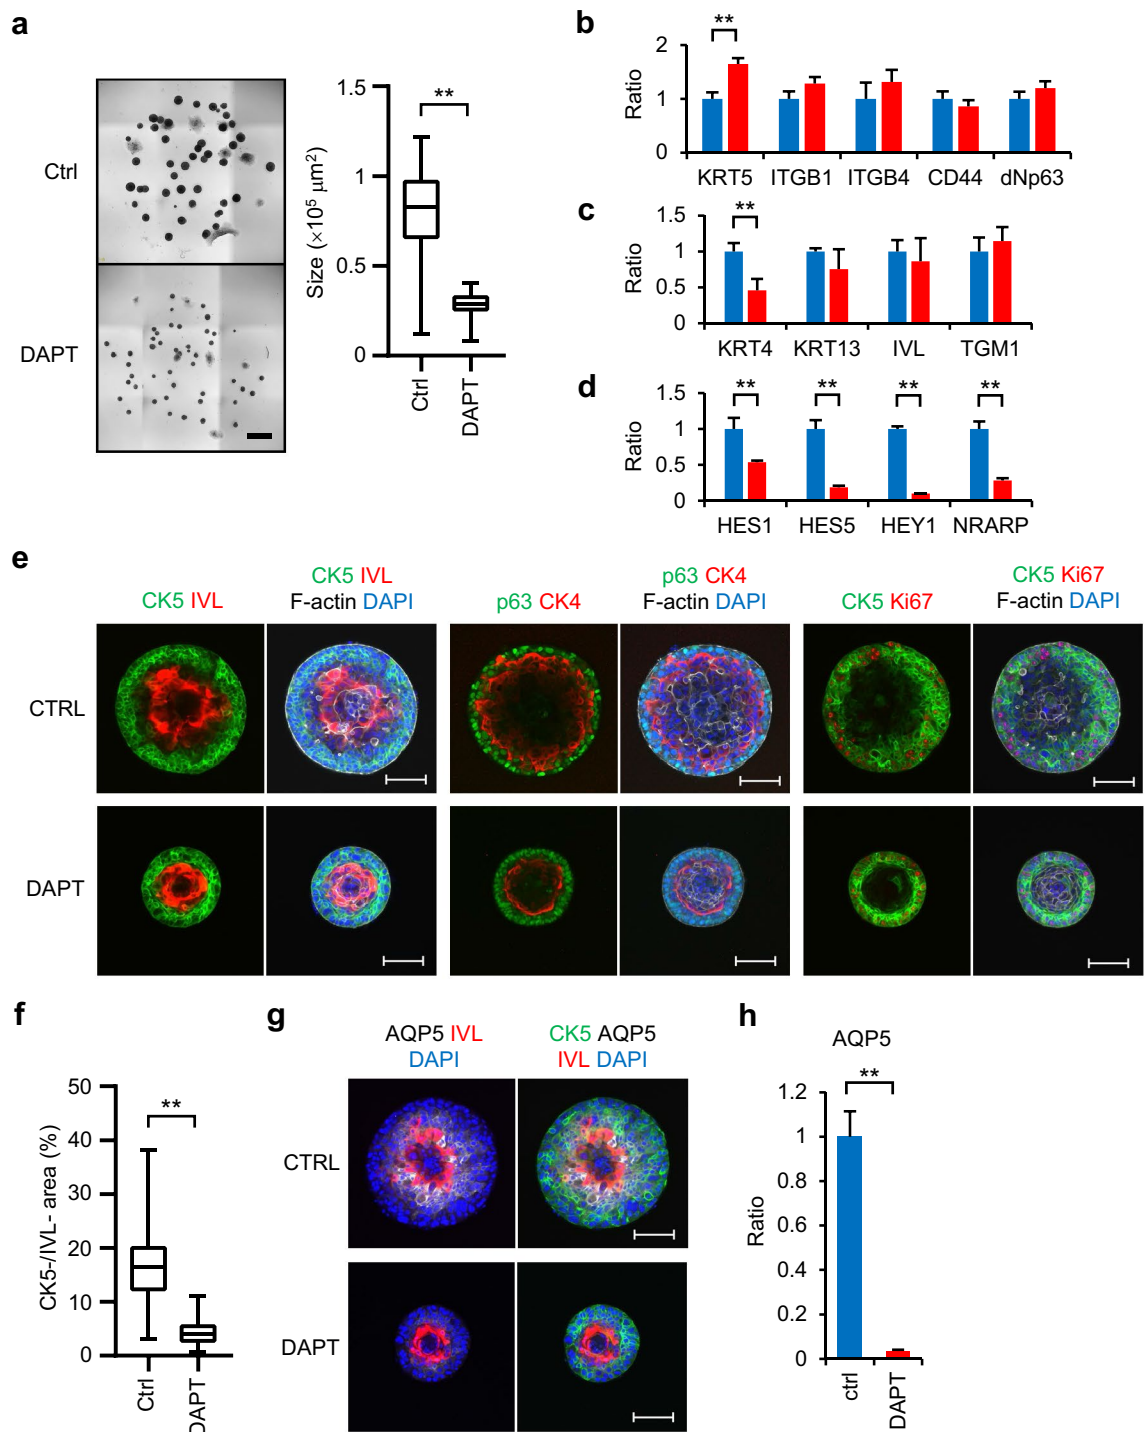 a
Ctrl
DAPT
Size (×10⁵ μm²)
1.5
1
0.5
0
**
Ctrl
DAPT
b
Ratio
2
1
0
**
KRT5 ITGB1 ITGB4 CD44 dNp63
c
Ratio
1.5
1
0.5
0
**
KRT4 KRT13 IVL TGM1
d
Ratio
1.5
1
0.5
0
** ** ** **
HES1 HES5 HEY1 NRARP
e
CK5 IVL
CK5 IVL
F-actin DAPI
p63 CK4
p63 CK4
F-actin DAPI
CK5 Ki67
CK5 Ki67
F-actin DAPI
CTRL
DAPT
f
CK5-/IVL- area (%)
50
40
30
20
10
0
**
Ctrl
DAPT
g
AQP5 IVL
DAPI
CK5 AQP5
IVL DAPI
CTRL
DAPT
h
AQP5
**
Ratio
1.2
1
0.8
0.6
0.4
0.2
0
ctrl
DAPT